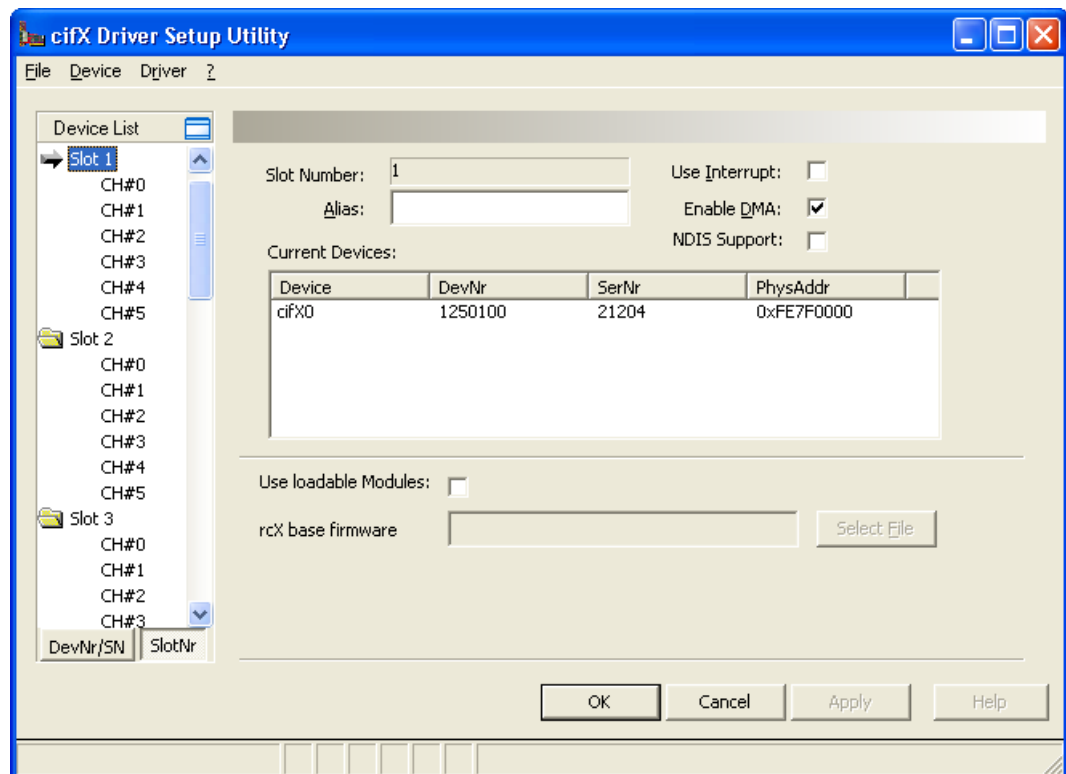 cifX Driver Setup Utility
File Device Driver ?
Device List
Slot 1
CH#0
CH#1
CH#2
CH#3
CH#4
CH#5
Slot 2
CH#0
CH#1
CH#2
CH#3
CH#4
CH#5
Slot 3
CH#0
CH#1
CH#2
CH#3
DevNr/SN SlotNr
Slot Number: 1
Alias:
Use Interrupt:
Enable DMA:
NDIS Support:
Current Devices:
Device DevNr SerNr PhysAddr
cifX0 1250100 21204 0xFE7F0000
Use loadable Modules:
rcX base firmware
Select File
OK Cancel Apply Help